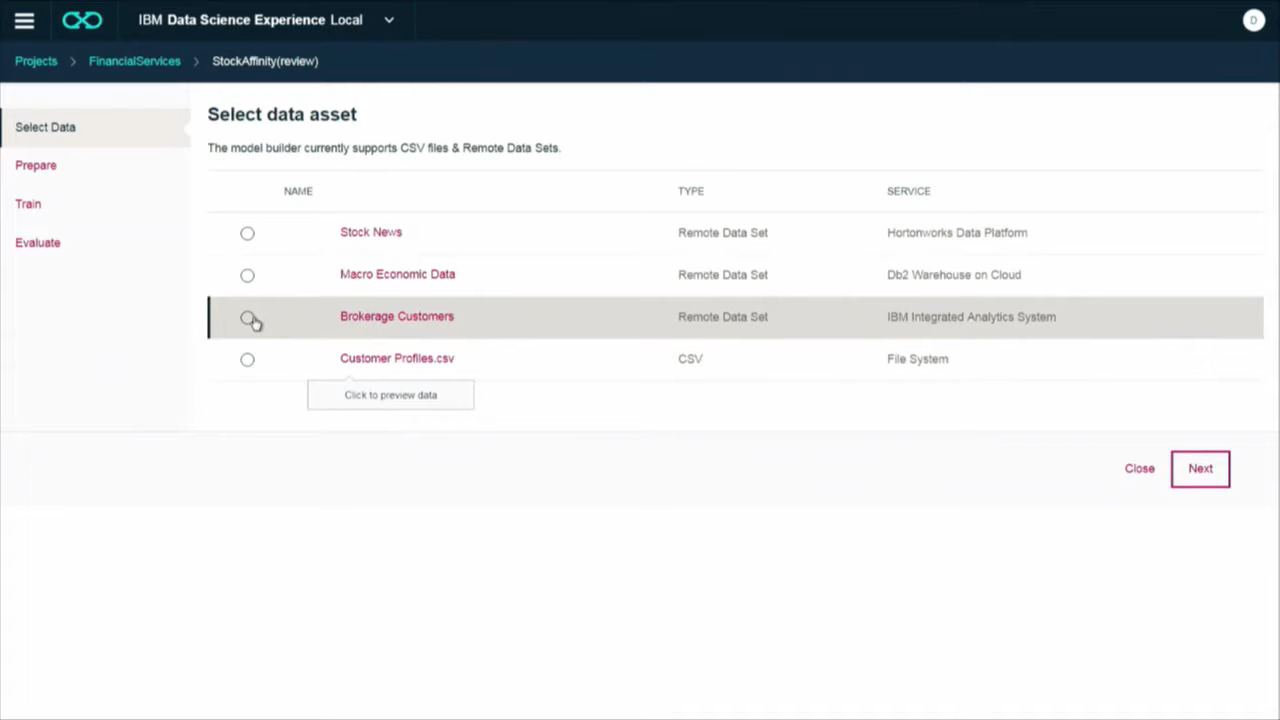 IBM Data Science Experience Local
D
Projects > FinancialServices > StockAffinity(review)
Select Data
Prepare
Train
Evaluate
Select data asset
The model builder currently supports CSV files & Remote Data Sets.
NAME TYPE SERVICE
Stock News Remote Data Set Hortonworks Data Platform
Macro Economic Data Remote Data Set Db2 Warehouse on Cloud
Brokerage Customers Remote Data Set IBM Integrated Analytics System
Customer Profiles.csv CSV File System
Click to preview data
Close Next